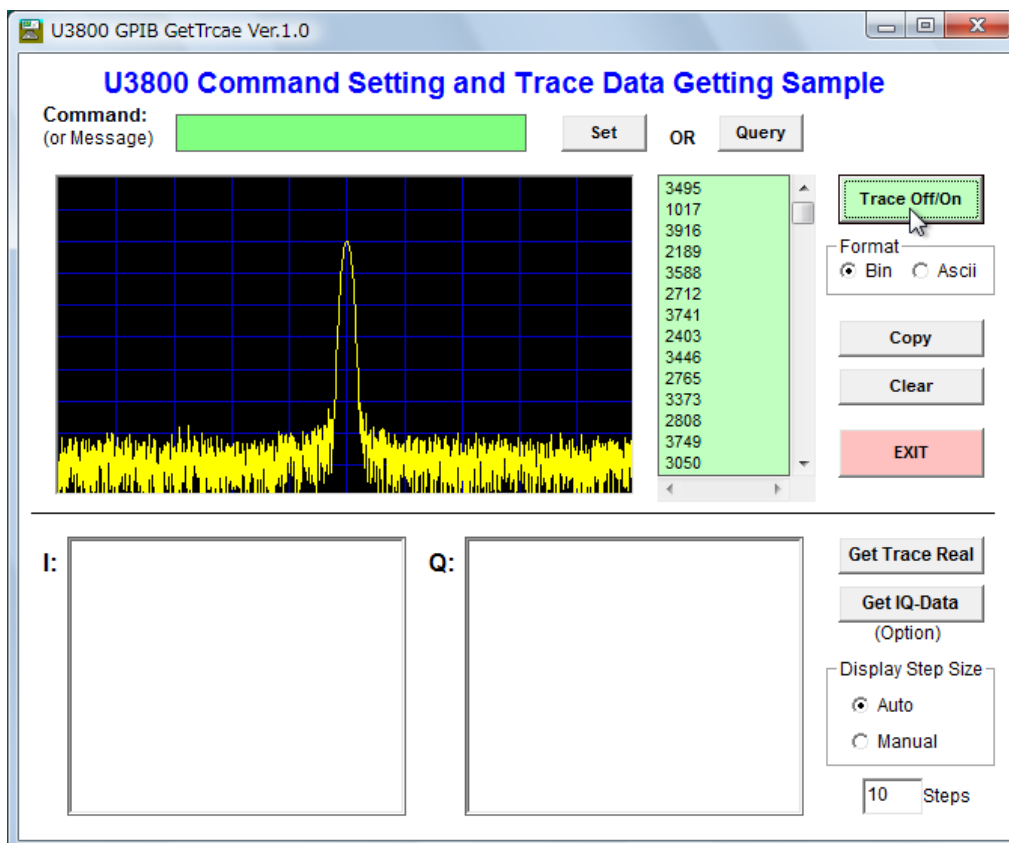 U3800 GPIB GetTrcae Ver.1.0
U3800 Command Setting and Trace Data Getting Sample
Command:
(or Message)
Set
OR
Query
3495
1017
3916
2189
3588
2712
3741
2403
3446
2765
3373
2808
3749
3050
Trace Off/On
Format
Bin
Ascii
Copy
Clear
EXIT
I:
Q:
Get Trace Real
Get IQ-Data
(Option)
Display Step Size
Auto
Manual
10 Steps